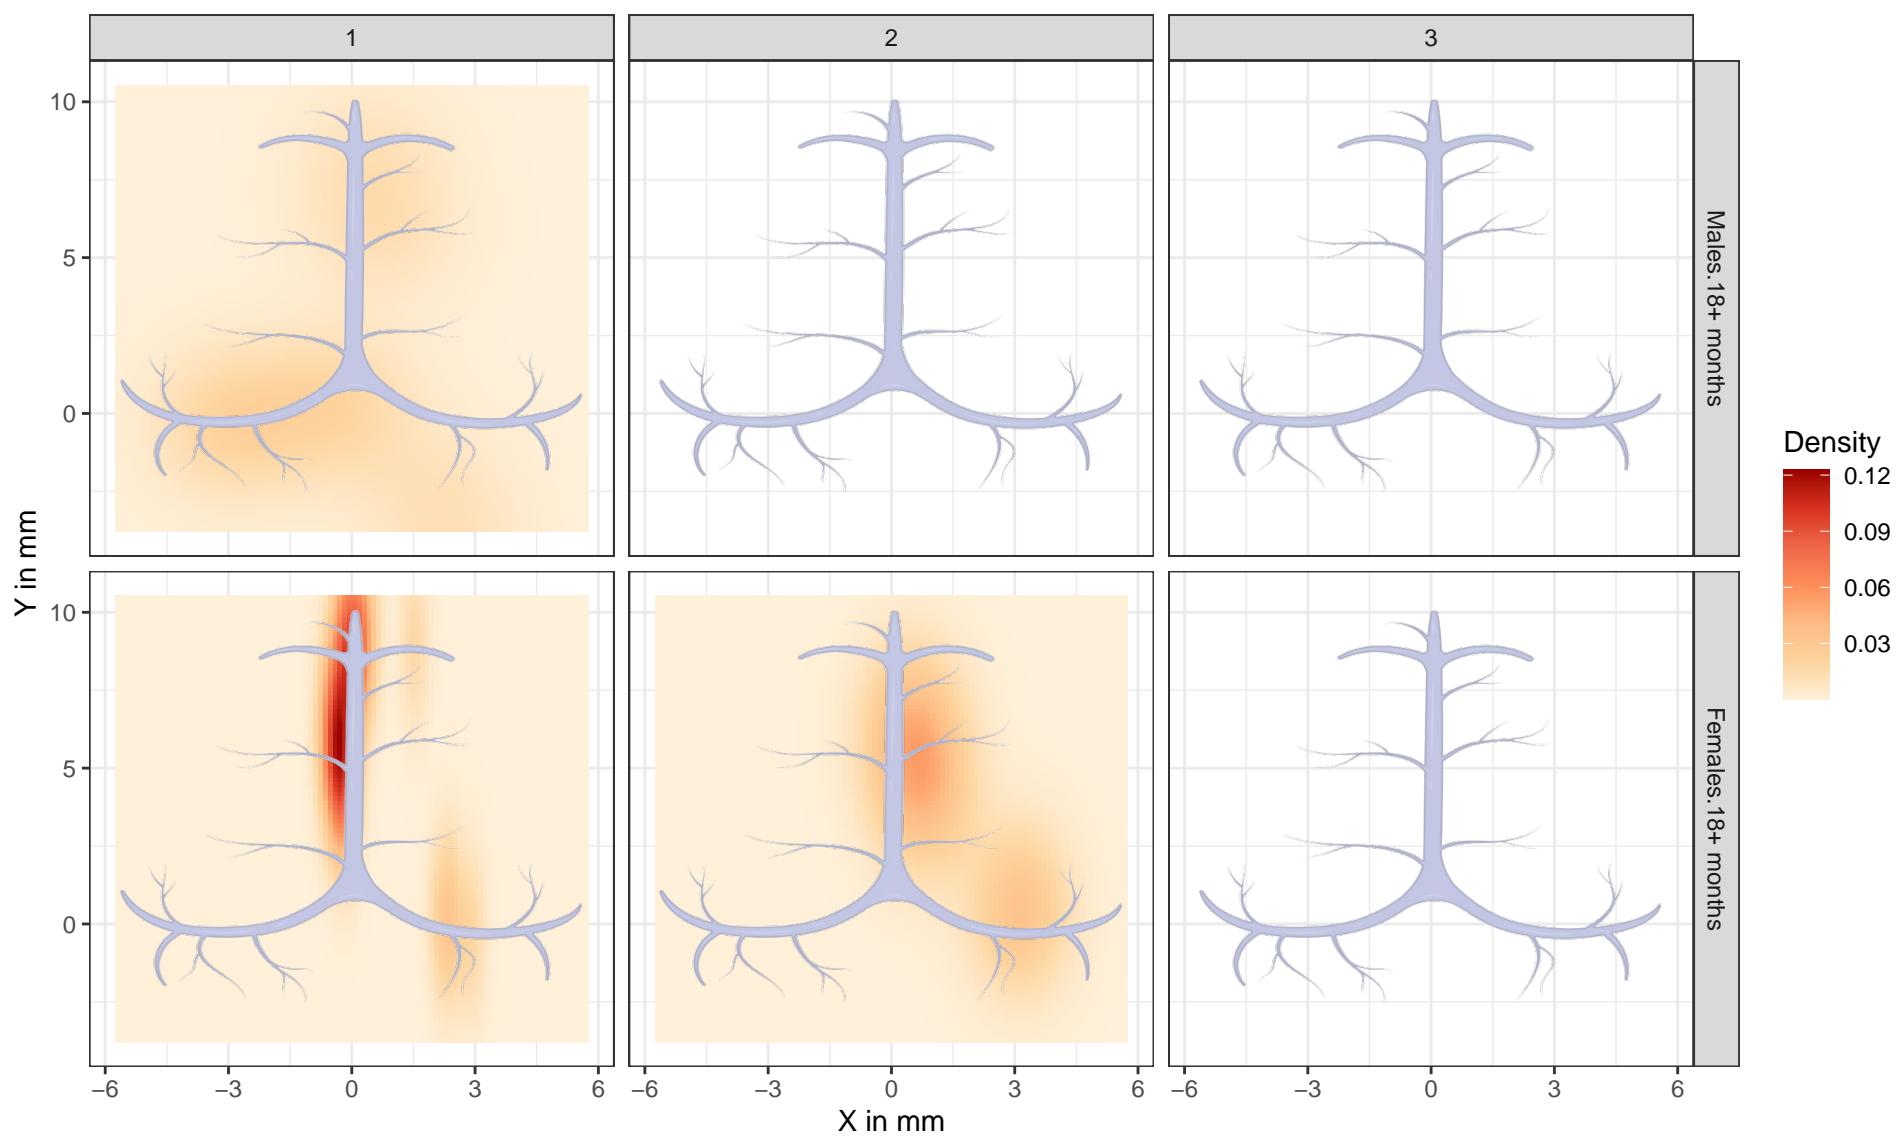 1 2 3
10
5
0
Males.18+ months
10
5
0
Females.18+ months
Y in mm
−6 −3 0 3 6 −6 −3 0 3 6 −6 −3 0 3 6
X in mm
Density
0.12
0.09
0.06
0.03